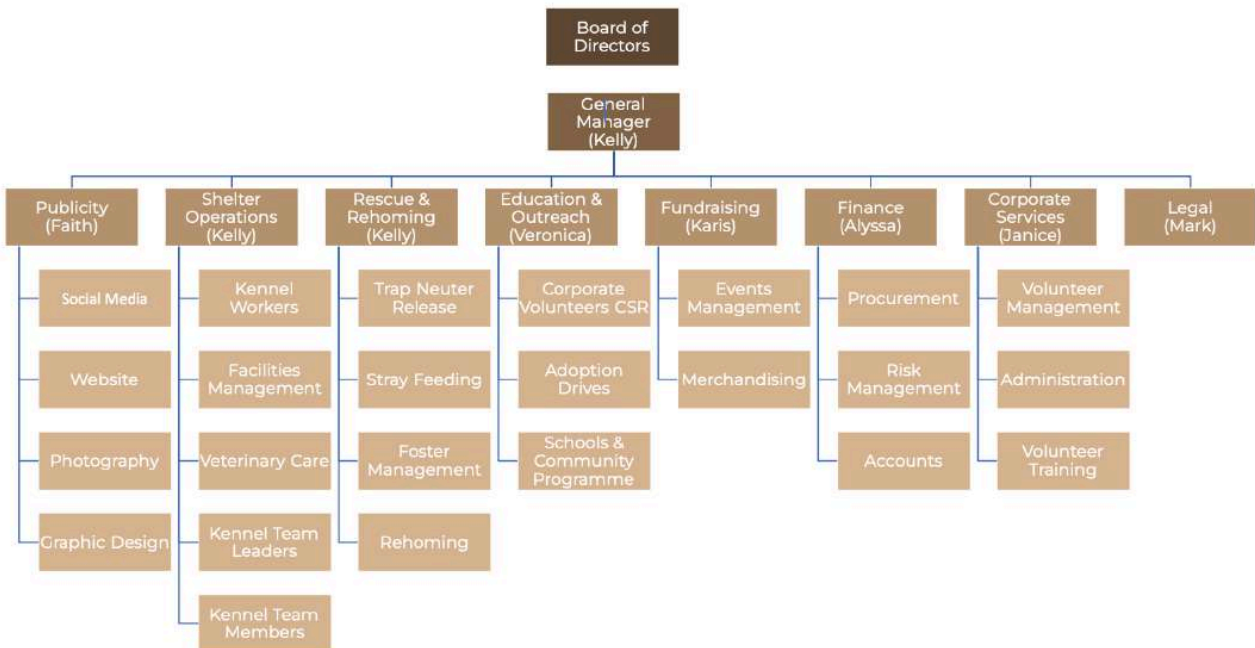 Board of
Directors
General
Manager
(Kelly)
Publicity
(Faith)
Shelter
Operations
(Kelly)
Rescue &
Rehoming
(Kelly)
Education &
Outreach
(Veronica)
Fundraising
(Karis)
Finance
(Alyssa)
Corporate
Services
(Janice)
Legal
(Mark)
Social Media
Website
Photography
Graphic Design
Kennel
Workers
Facilities
Management
Veterinary Care
Kennel Team
Leaders
Kennel Team
Members
Trap Neuter
Release
Stray Feeding
Foster
Management
Rehoming
Corporate
Volunteers CSR
Adoption
Drives
Schools &
Community
Programme
Events
Management
Merchandising
Procurement
Risk
Management
Accounts
Volunteer
Management
Administration
Volunteer
Training